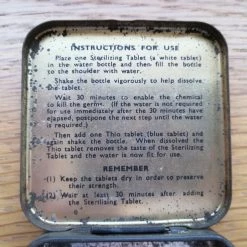 INSTRUCTIONS FOR USE
Place one Sterilizing Tablet (a white tablet)
in the water bottle and then fill the bottle
to the shoulder with water.
Shake the bottle vigorously to help dissolve
the tablet.
Wait 30 minutes to enable the chemical
to kill the germs. (If the water is not required
for use immediately after the 30 minutes have
elapsed, postpone the next step until the water
is required.)
Then add one Thio tablet (blue tablet) and
again shake the bottle. When dissolved the
Thio tablet removes the taste of the Sterilizing
Tablet and the water is now fit for use.
REMEMBER
(1) Keep the tablets dry in order to preserve
their strength.
(2) Wait at least 30 minutes after adding
the Sterilizing Tablet.